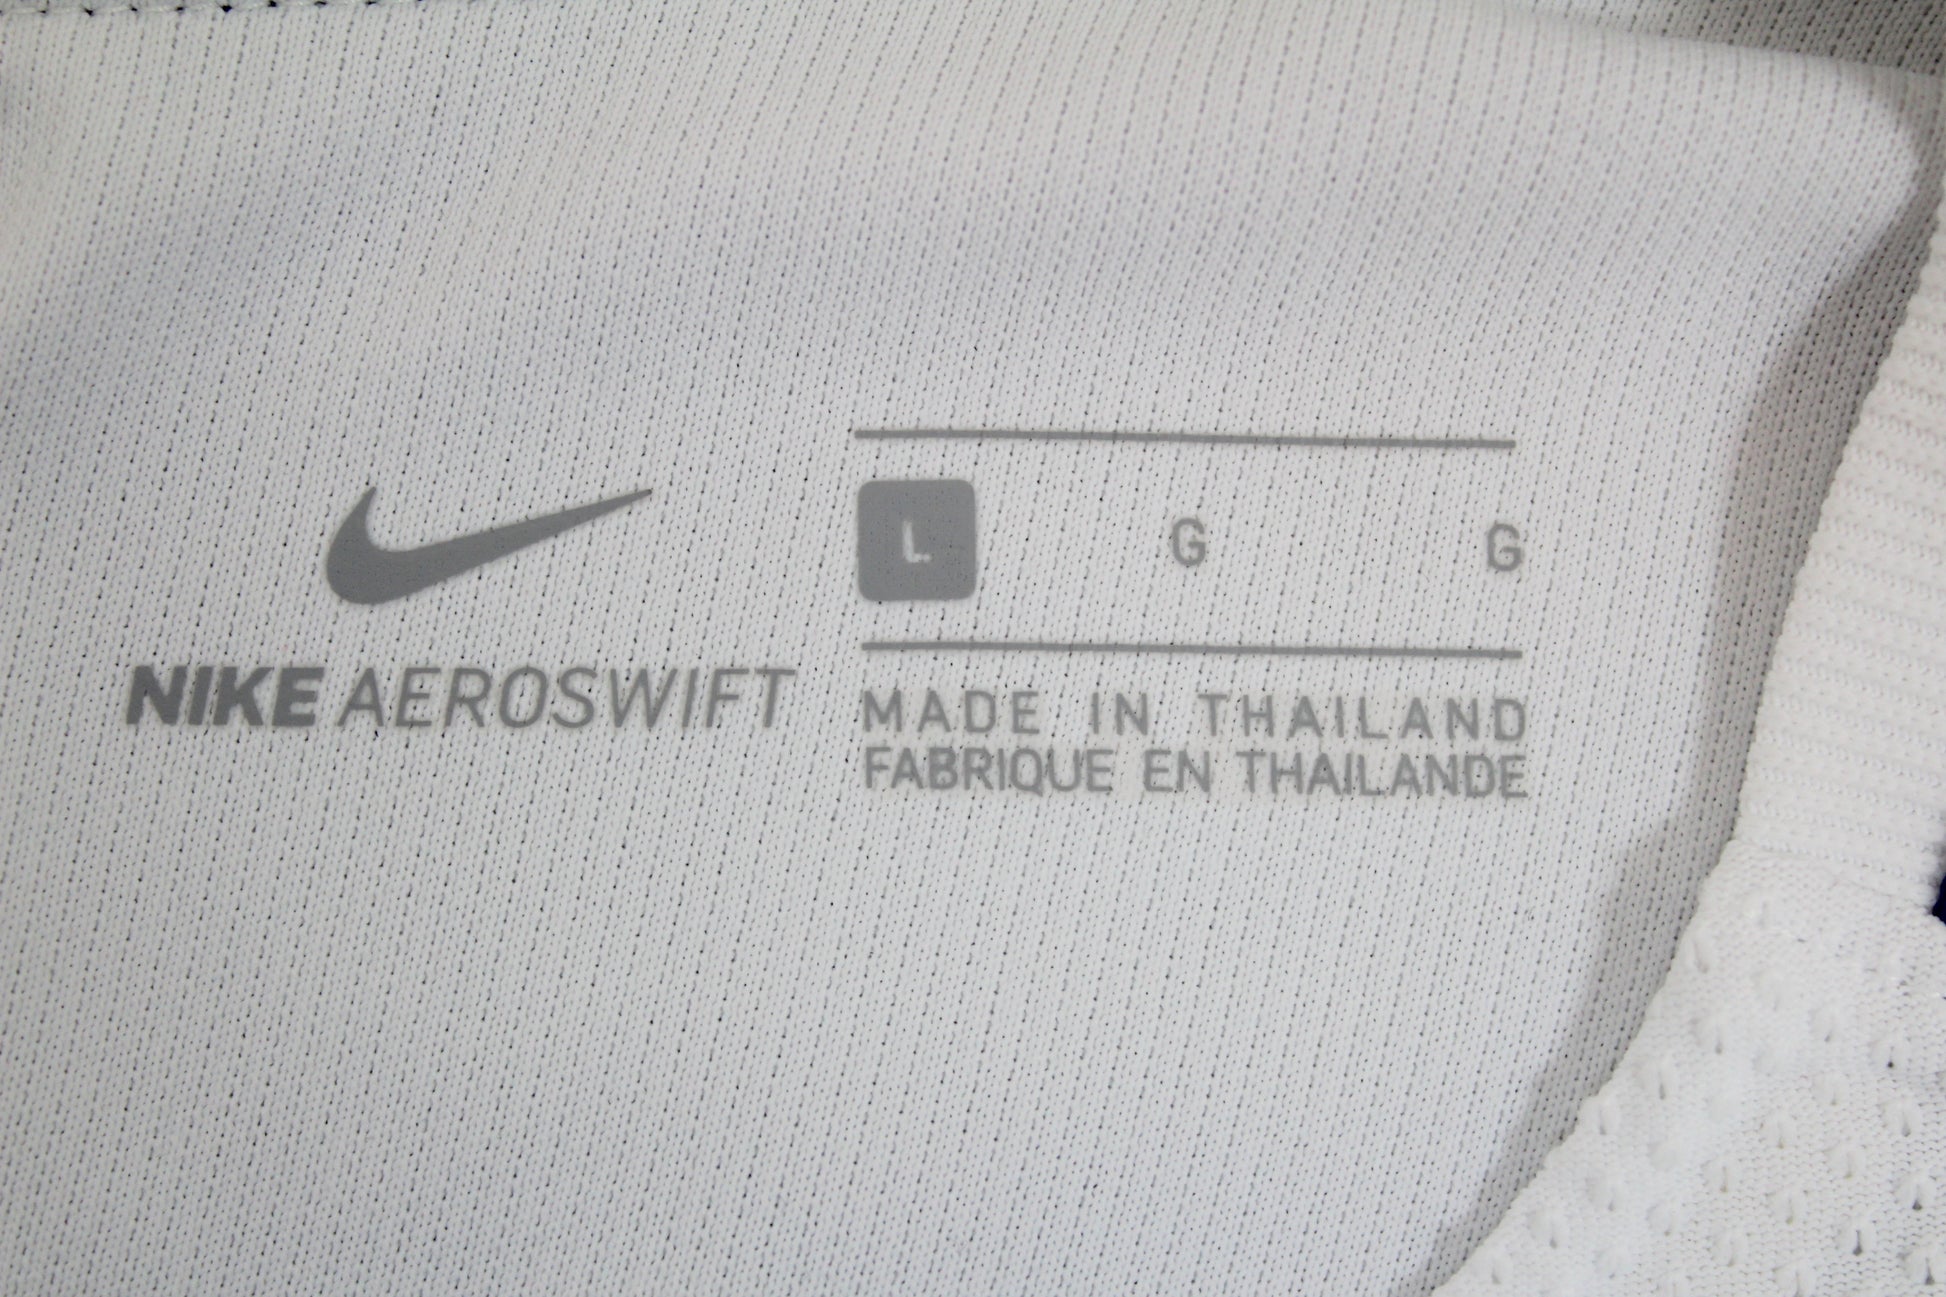 NIKE AEROSWIFT
L G G
MADE IN THAILAND
FABRIQUE EN THAILANDE